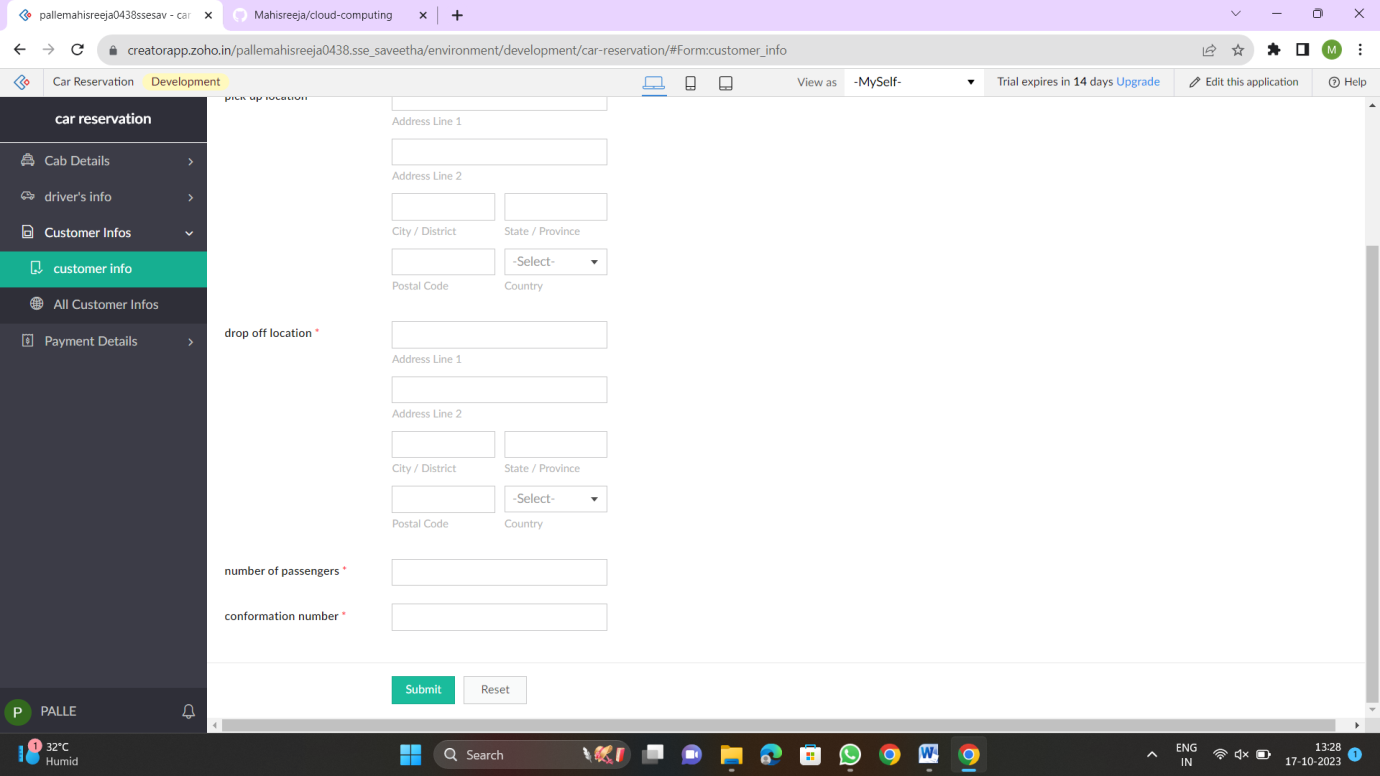 pallemahisreeja0438ssesav - car
Mahisreeja/cloud-computing
creatorapp.zoho.in/pallemahisreeja0438.sse_saveetha/environment/development/car-reservation/#Form:customer_info
M
Car Reservation Development View as -MySelf- Trial expires in 14 days Upgrade Edit this application Help
car reservation
Cab Details
driver's info
Customer Infos
customer info
All Customer Infos
Payment Details
P PALLE
pick up location
Address Line 1
Address Line 2
City / District State / Province
-Select-
Postal Code Country
drop off location *
Address Line 1
Address Line 2
City / District State / Province
-Select-
Postal Code Country
number of passengers *
conformation number *
Submit Reset
1 32°C
Humid
Search
ENG
IN
13:28
17-10-2023
1